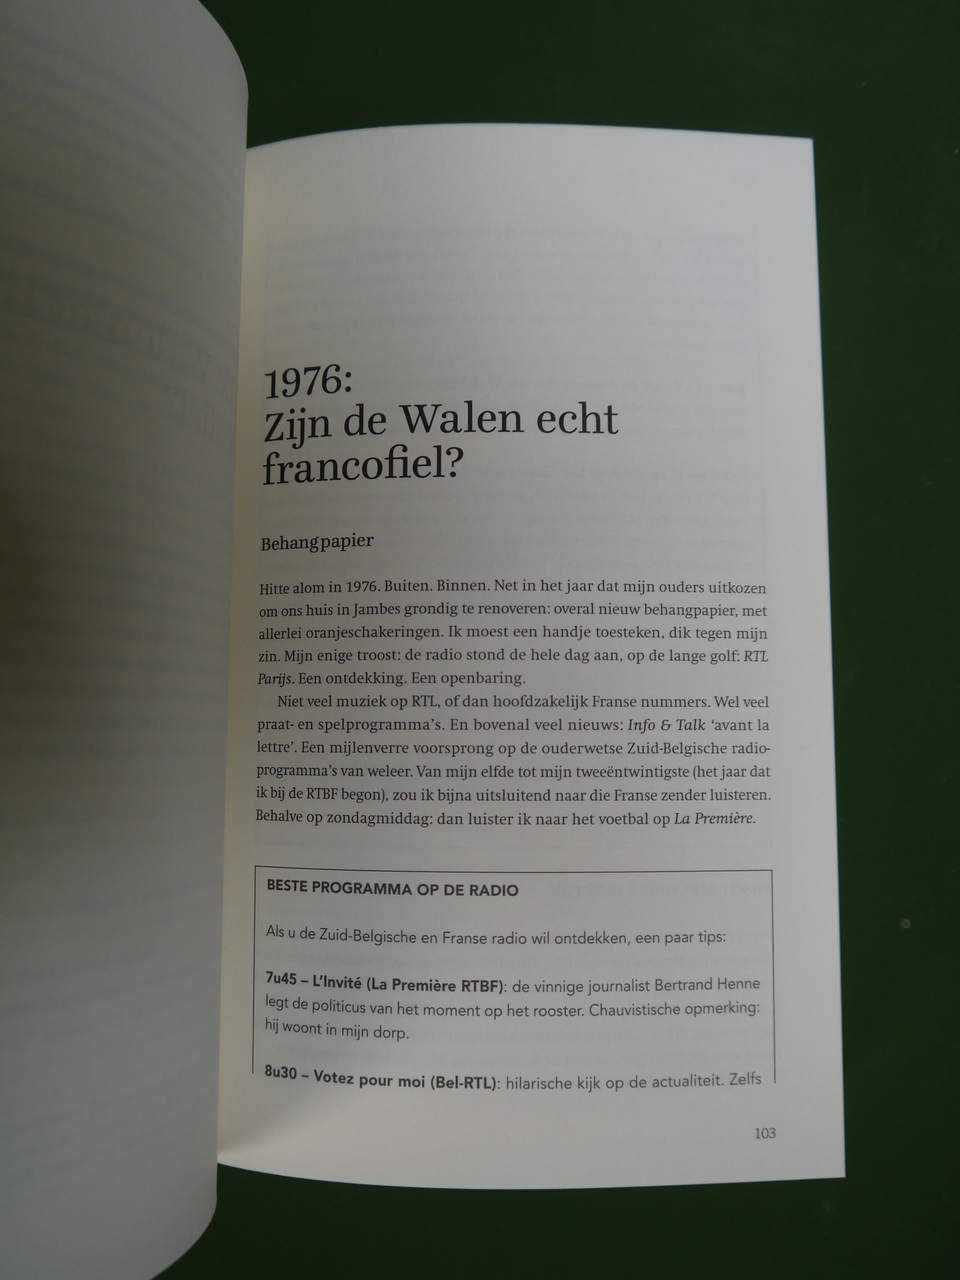 1976:
Zijn de Walen echt
francofiel?
Behangpapier
Hitte alom in 1976. Buiten. Binnen. Net in het jaar dat mijn ouders uitkozen
om ons huis in Jambes grondig te renoveren: overal nieuw behangpapier, met
allerlei oranjeschakeringen. Ik moest een handje toesteken, dik tegen mijn
zin. Mijn enige troost: de radio stond de hele dag aan, op de lange golf: RTL
Parijs. Een ontdekking. Een openbaring.
Niet veel muziek op RTL, of dan hoofdzakelijk Franse nummers. Wel veel
praat- en spelprogramma's. En bovenal veel nieuws: Info & Talk ‘avant la
lettre’. Een mijlenverre voorsprong op de ouderwetse Zuid-Belgische radio-
programma's van weleer. Van mijn elfde tot mijn tweeëntwintigste (het jaar dat
ik bij de RTBF begon), zou ik bijna uitsluitend naar die Franse zender luisteren.
Behalve op zondagmiddag: dan luister ik naar het voetbal op La Première.
BESTE PROGRAMMA OP DE RADIO
Als u de Zuid-Belgische en Franse radio wil ontdekken, een paar tips:
7u45 – L'Invité (La Première RTBF): de vinnige journalist Bertrand Henne
legt de politicus van het moment op het rooster. Chauvistische opmerking:
hij woont in mijn dorp.
8u30 – Votez pour moi (Bel-RTL): hilarische kijk op de actualiteit. Zelfs
103